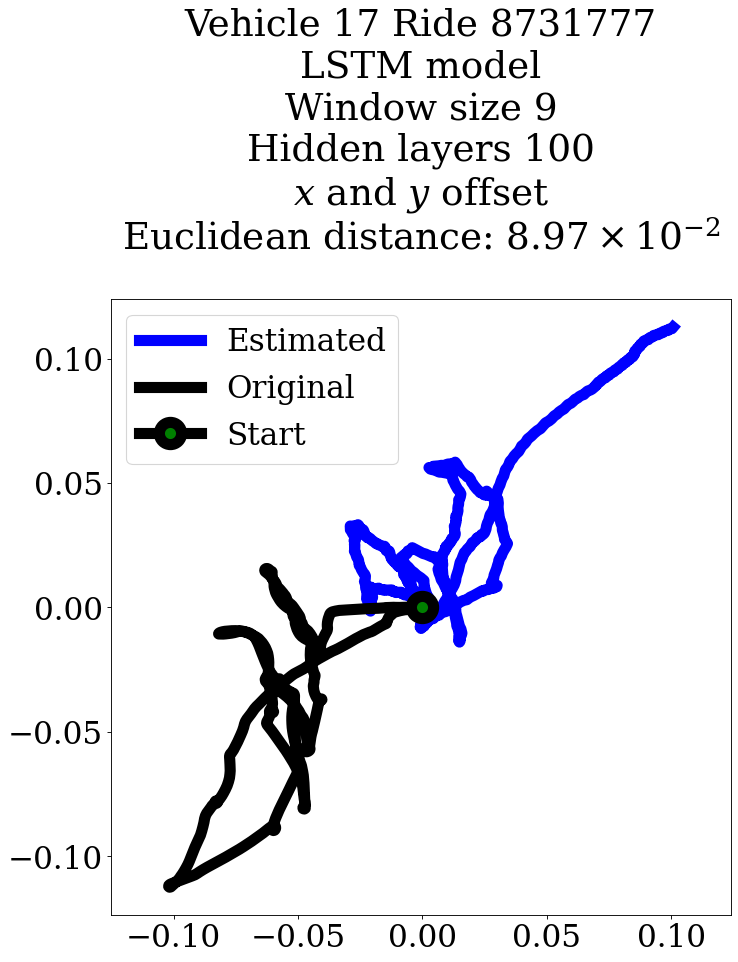 Vehicle 17 Ride 8731777
LSTM model
Window size 9
Hidden layers 100
x and y offset
Euclidean distance: 8.97 × 10⁻²
Estimated
Original
Start
0.10
0.05
0.00
−0.05
−0.10
−0.10 −0.05 0.00 0.05 0.10